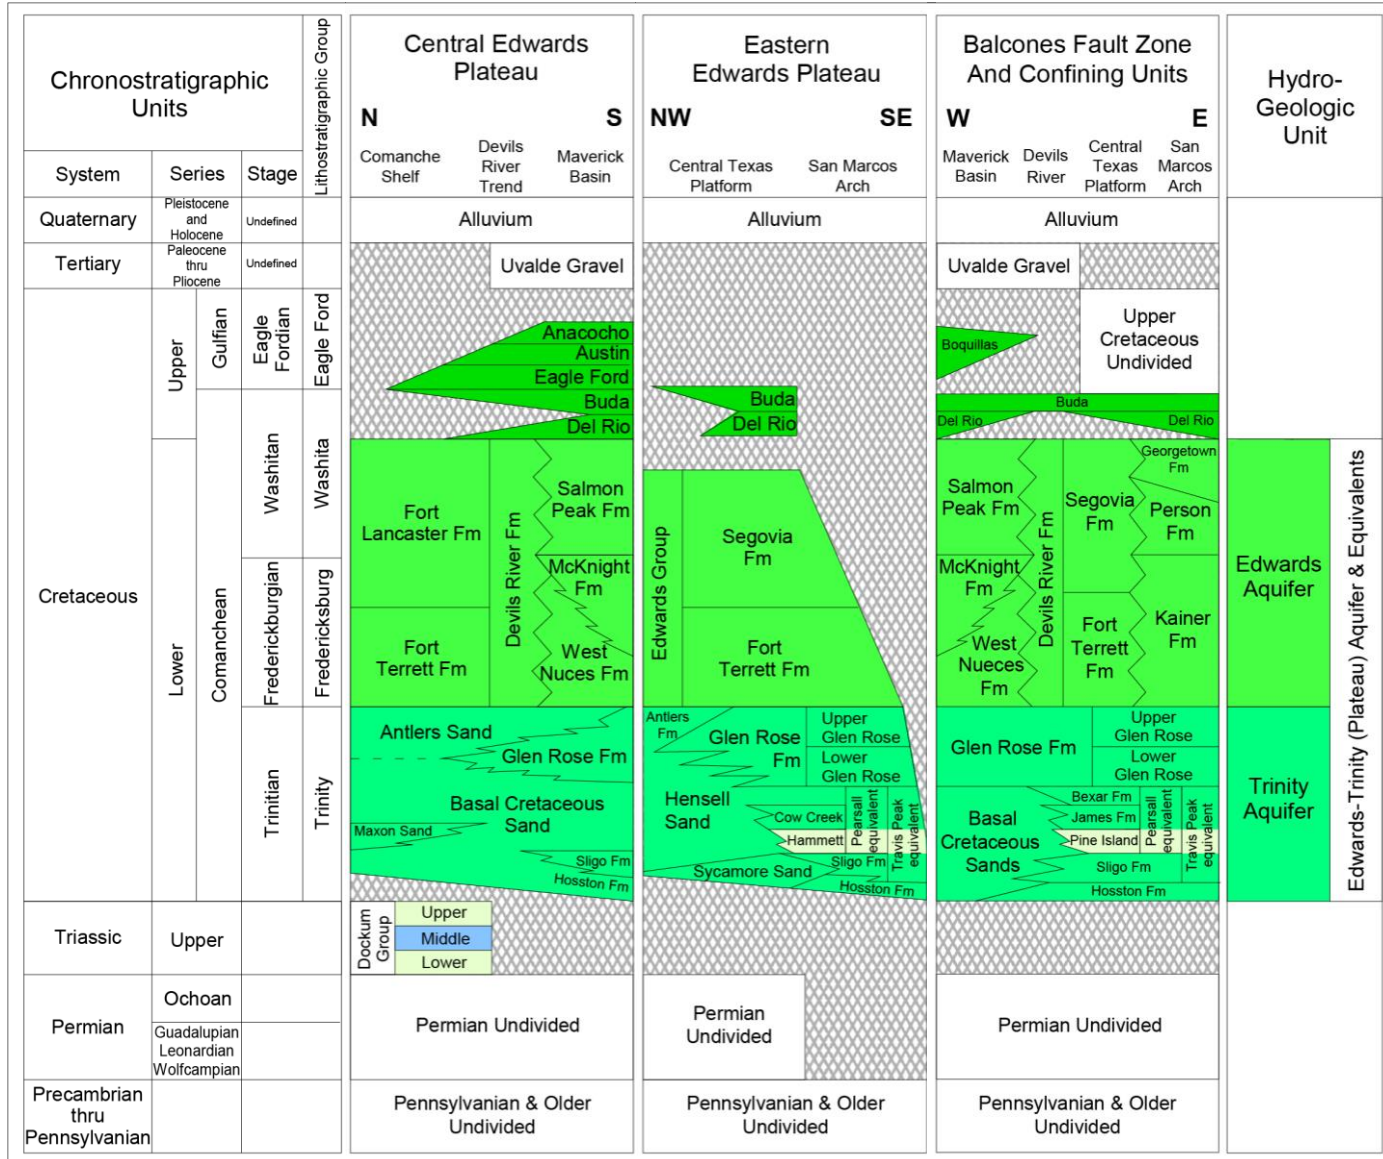 Chronostratigraphic
Units
Lithostratigraphic Group
System
Series
Stage
Central Edwards
Plateau
N
S
Comanche
Shelf
Devils
River
Trend
Maverick
Basin
Eastern
Edwards Plateau
NW
SE
Central Texas
Platform
San Marcos
Arch
Balcones Fault Zone
And Confining Units
W
E
Maverick
Basin
Devils
River
Central
Texas
Platform
San
Marcos
Arch
Hydro-
Geologic
Unit
Quaternary
Pleistocene
and
Holocene
Undefined
Alluvium
Alluvium
Alluvium
Tertiary
Paleocene
thru
Pliocene
Undefined
Uvalde Gravel
Uvalde Gravel
Cretaceous
Upper
Lower
Gulfian
Comanchean
Eagle
Fordian
Washitan
Frederickburgian
Trinitian
Eagle Ford
Washita
Fredericksburg
Trinity
Anacocho
Austin
Eagle Ford
Buda
Del Rio
Fort
Lancaster Fm
Fort
Terrett Fm
Devils River Fm
Salmon
Peak Fm
McKnight
Fm
West
Nuces Fm
Antlers Sand
Glen Rose Fm
Basal Cretaceous
Sand
Maxon Sand
Sligo Fm
Hosston Fm
Buda
Del Rio
Edwards Group
Segovia
Fm
Fort
Terrett Fm
Antlers
Fm
Glen Rose
Fm
Upper
Glen Rose
Lower
Glen Rose
Hensell
Sand
Cow Creek
Hammett
Pearsall
equivalent
Travis Peak
equivalent
Sycamore Sand
Sligo Fm
Hosston Fm
Upper
Cretaceous
Undivided
Boquillas
Buda
Del Rio
Del Rio
Salmon
Peak Fm
McKnight
Fm
West
Nueces
Fm
Devils River Fm
Segovia
Fm
Fort
Terrett
Fm
Georgetown
Fm
Person
Fm
Kainer
Fm
Glen Rose Fm
Upper
Glen Rose
Lower
Glen Rose
Basal
Cretaceous
Sands
Bexar Fm
James Fm
Pine Island
Sligo Fm
Hosston Fm
Pearsall
equivalent
Travis Peak
equivalent
Edwards
Aquifer
Trinity
Aquifer
Edwards-Trinity (Plateau) Aquifer & Equivalents
Triassic
Upper
Dockum
Group
Upper
Middle
Lower
Permian
Ochoan
Guadalupian
Leonardian
Wolfcampian
Permian Undivided
Permian
Undivided
Permian Undivided
Precambrian
thru
Pennsylvanian
Pennsylvanian & Older
Undivided
Pennsylvanian & Older
Undivided
Pennsylvanian & Older
Undivided